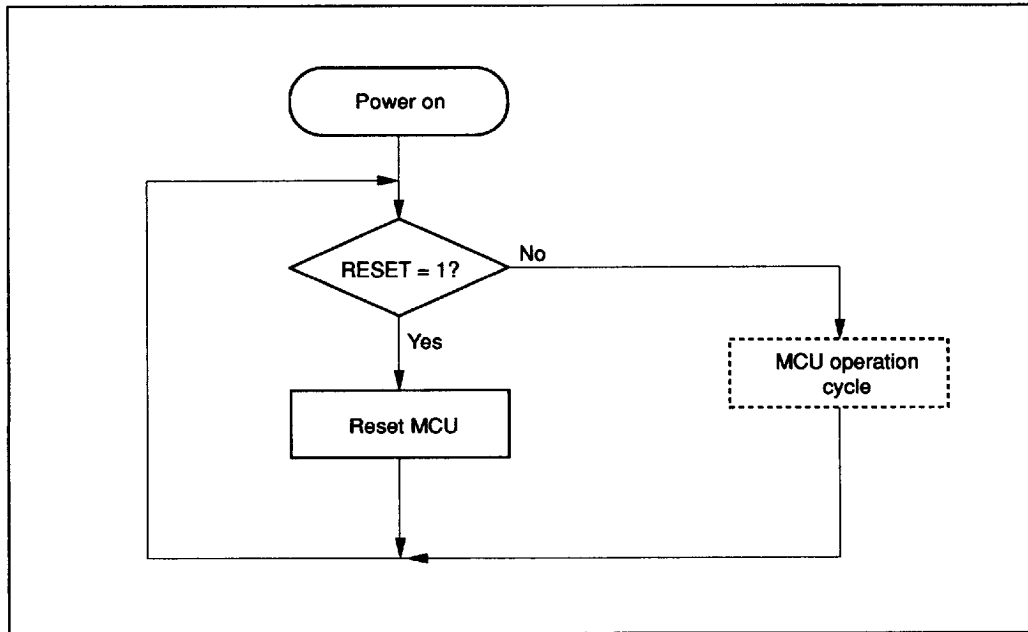 Power on
RESET = 1?
No
Yes
MCU operation
cycle
Reset MCU